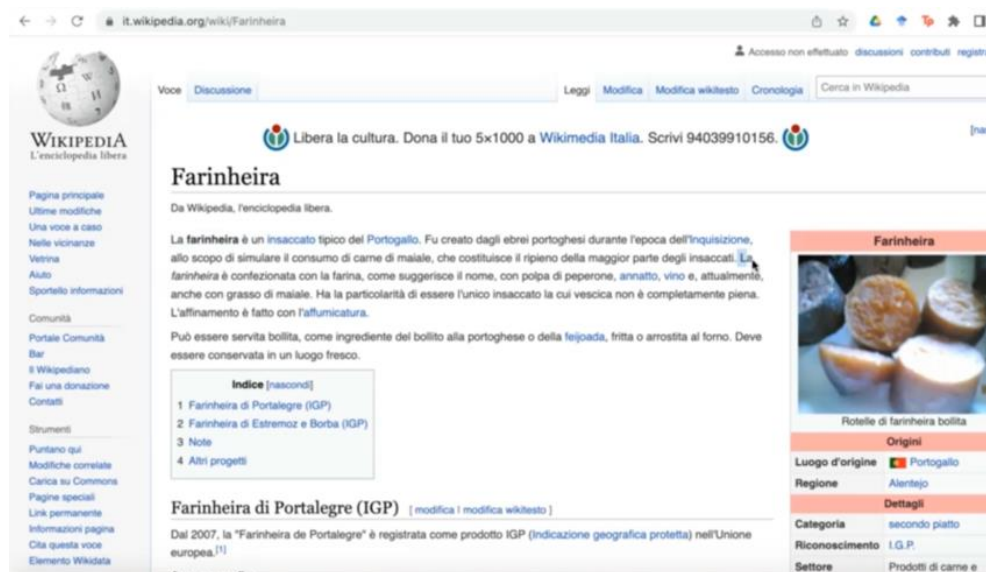 it.wikipedia.org/wiki/Farinheira
Accesso non effettuato discussioni contributi
Voce Discussione Leggi Modifica Modifica wikitesto Cronologia Cerca in Wikipedia
WIKIPEDIA
L'enciclopedia libera
Libera la cultura. Dona il tuo 5×1000 a Wikimedia Italia. Scrivi 94039910156.
Farinheira
Da Wikipedia, l'enciclopedia libera.
La farinheira è un insaccato tipico del Portogallo. Fu creato dagli ebrei portoghesi durante l'epoca dell'Inquisizione,
allo scopo di simulare il consumo di carne di maiale, che costituisce il ripieno della maggior parte degli insaccati. La
farinheira è confezionata con la farina, come suggerisce il nome, con polpa di peperone, annatto, vino e, attualmente,
anche con grasso di maiale. Ha la particolarità di essere l'unico insaccato la cui vescica non è completamente piena.
L'affinamento è fatto con l'affumicatura.
Può essere servita bollita, come ingrediente del bollito alla portoghese o della feijoada, fritta o arrostita al forno. Deve
essere conservata in un luogo fresco.
Indice [nascondi]
1 Farinheira di Portalegre (IGP)
2 Farinheira di Estremoz e Borba (IGP)
3 Note
4 Altri progetti
Farinheira di Portalegre (IGP) [ modifica | modifica wikitesto ]
Dal 2007, la "Farinheira de Portalegre" è registrata come prodotto IGP (Indicazione geografica protetta) nell'Unione
europea.[1]
Pagina principale
Ultime modifiche
Una voce a caso
Nelle vicinanze
Vetrina
Aiuto
Sportello informazioni
Comunità
Portale Comunità
Bar
Il Wikipediano
Fai una donazione
Contatti
Strumenti
Puntano qui
Modifiche correlate
Carica su Commons
Pagine speciali
Link permanente
Informazioni pagina
Cita questa voce
Elemento Wikidata
Farinheira
Rotelle di farinheira bollita
Origini
Luogo d'origine Portogallo
Regione Alentejo
Dettagli
Categoria secondo piatto
Riconoscimento I.G.P.
Settore Prodotti di carne e